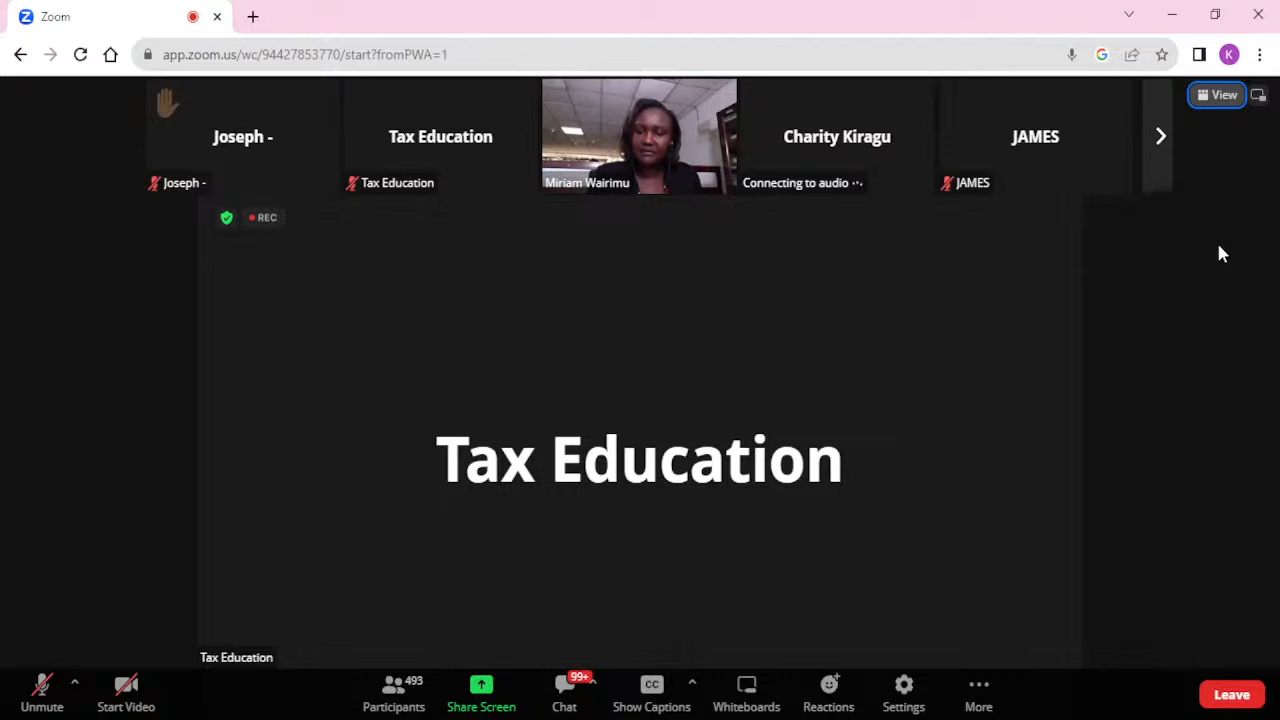 Zoom
app.zoom.us/wc/94427853770/start?fromPWA=1
K
Joseph -
Tax Education
Charity Kiragu
JAMES
View
Joseph -
Tax Education
Miriam Wairimu
Connecting to audio ···
JAMES
REC
Tax Education
Tax Education
493
99+
CC
Unmute
Start Video
Participants
Share Screen
Chat
Show Captions
Whiteboards
Reactions
Settings
More
Leave